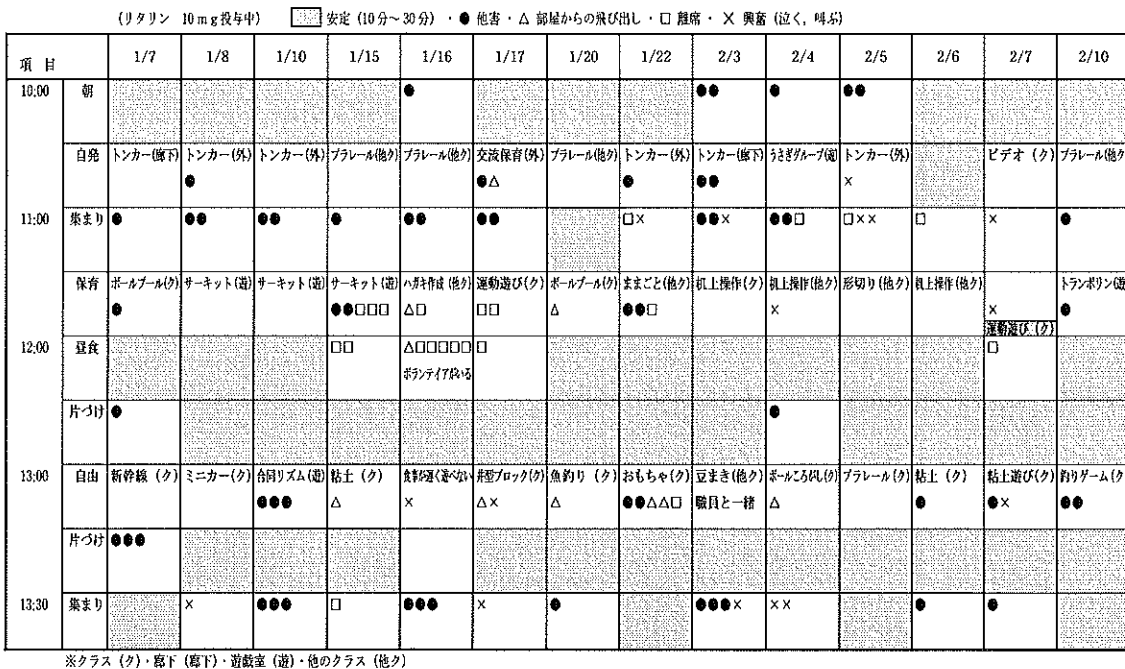 (リタリン 10mg投与中) 安定(10分~30分)・● 他害・△ 部屋からの飛び出し・□ 離席・× 興奮(泣く,叫ぶ)
項目 1/7 1/8 1/10 1/15 1/16 1/17 1/20 1/22 2/3 2/4 2/5 2/6 2/7 2/10
10:00 朝 ● ●● ● ●●
自発 トンカー(廊下) トンカー(外) トンカー(外) プラレール(他ク) プラレール(他ク) 交流保育(外) プラレール(他ク) トンカー(外) トンカー(廊下) うさぎグループ(遊) トンカー(外) ビデオ(ク) プラレール(他ク
● ●△ ● ●● ×
11:00 集まり ● ●● ●● ● ●● ●● □× ●●× ●●□ □×× □ × ●
保育 ボールプール(ク) サーキット(遊) サーキット(遊) サーキット(遊) ハガキ作成(他ク) 運動遊び(ク) ボールプール(ク) ままごと(他ク) 机上操作(ク) 机上操作(他ク) 形切り(他ク) 机上操作(他ク) トランポリン(遊
● ●●□□□ △□ □□ △ ●●□ × × ●
運動遊び(ク)
12:00 昼食 □□ △□□□□□ □ □
ボランテイアがいる
片づけ ● ●
13:00 自由 新幹線(ク) ミニカー(ク) 合同リズム(遊) 粘土(ク) 食事が遅く遊べない 井型ブロック(ク) 魚釣り(ク) おもちゃ(ク) 豆まき(他ク) ボールころがし(ク) プラレール(ク) 粘土(ク) 粘土遊び(ク) 釣りゲーム(ク)
●●● △ × △× △ ●●△△□ 職員と一緒 △ ● ●× ●●
片づけ ●●●
13:30 集まり × ●●● □ ●●● × ● ●●●× ×× ● ●
※クラス(ク)・廊下(廊下)・遊戯室(遊)・他のクラス(他ク)